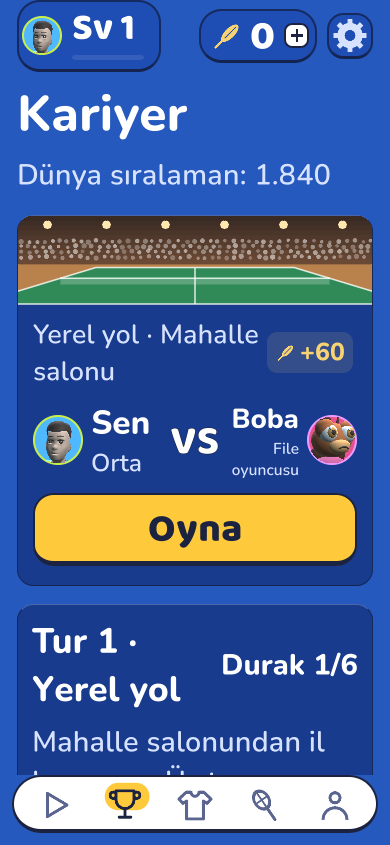 Sv 1
0
Kariyer
Dünya sıralaman: 1.840
Yerel yol · Mahalle
salonu
+60
Sen
Orta
VS
Boba
File
oyuncusu
Oyna
Tur 1 ·
Yerel yol
Durak 1/6
Mahalle salonundan il